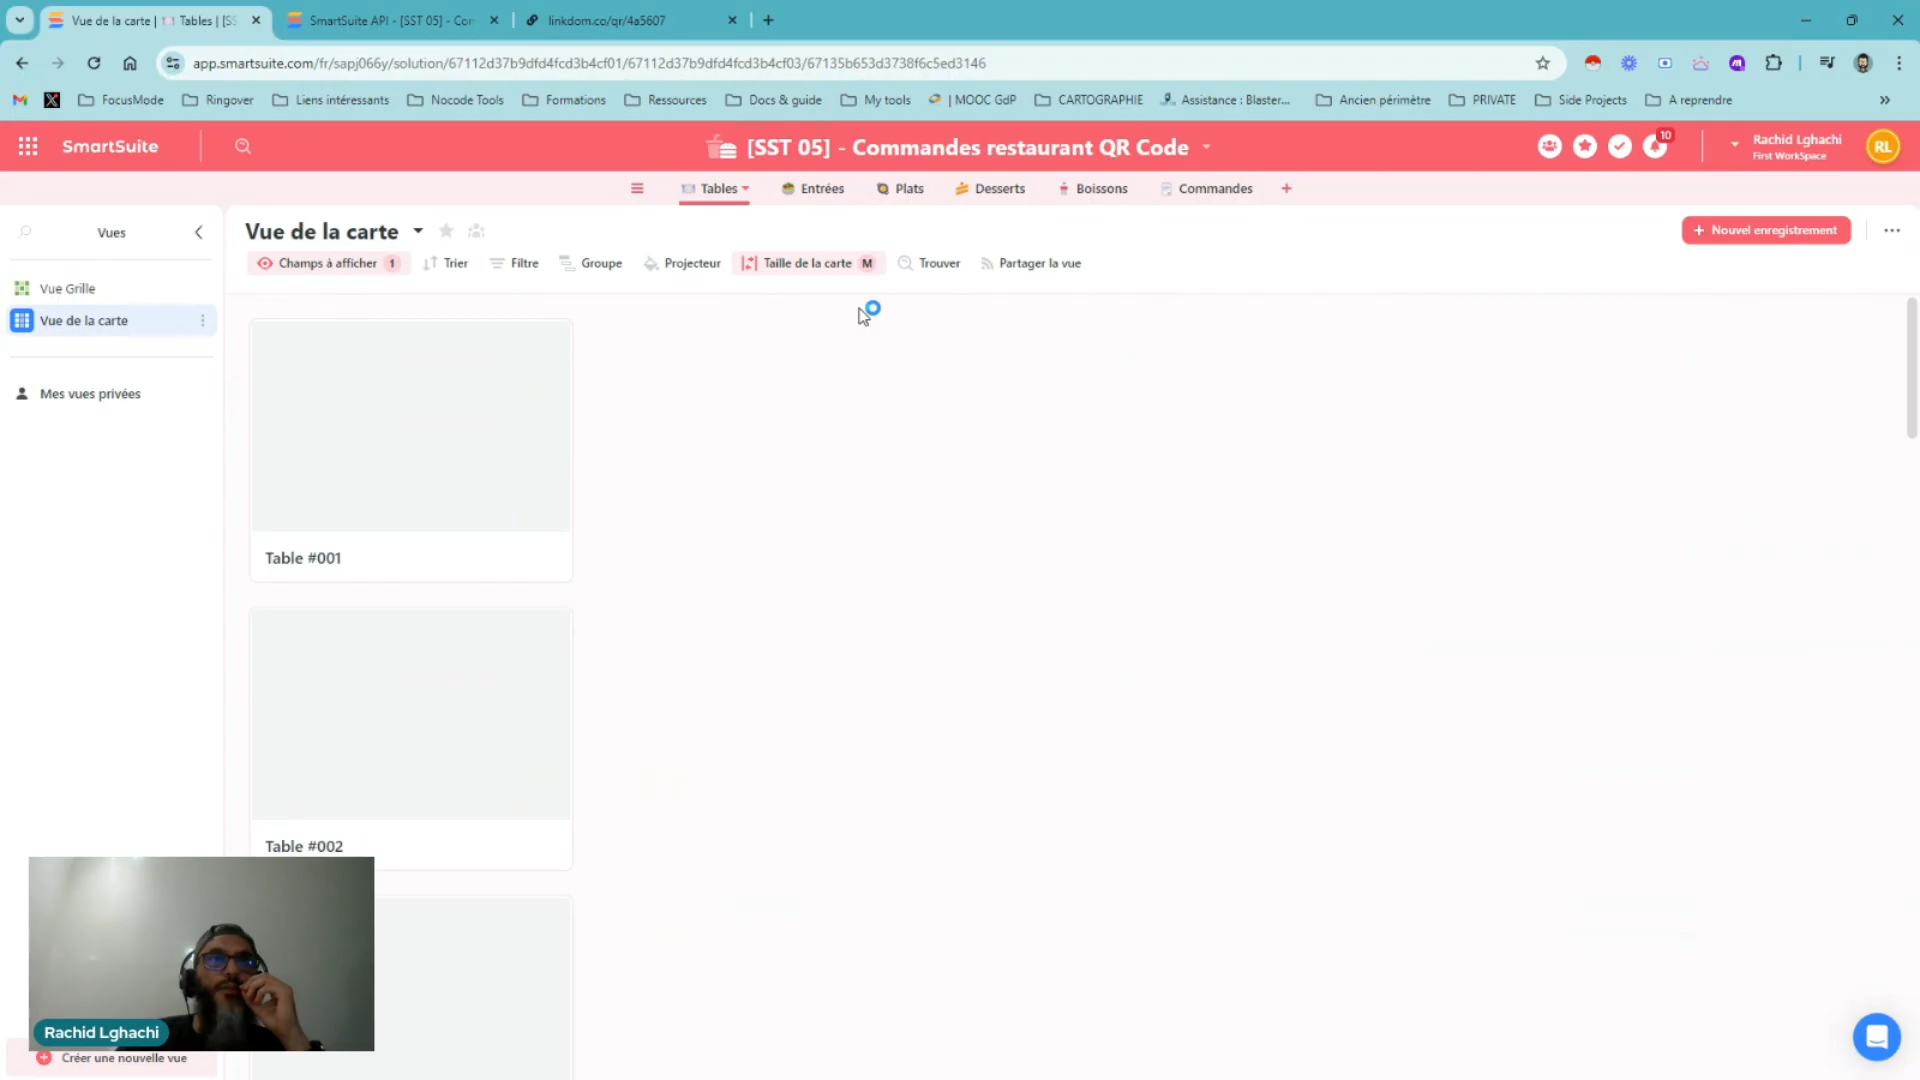 Vue de la carte | Tables | [SS
SmartSuite API - [SST 05] - Cor
linkdom.co/qr/4a5607
app.smartsuite.com/fr/sapj066y/solution/67112d37b9dfd4fcd3b4cf01/67112d37b9dfd4fcd3b4cf03/67135b653d3738f6c5ed3146
FocusMode
Ringover
Liens intéressants
Nocode Tools
Formations
Ressources
Docs & guide
My tools
| MOOC GdP
CARTOGRAPHIE
Assistance : Blaster...
Ancien périmètre
PRIVATE
Side Projects
A reprendre
SmartSuite
[SST 05] - Commandes restaurant QR Code
10
Rachid Lghachi
First WorkSpace
RL
Tables
Entrées
Plats
Desserts
Boissons
Commandes
Vues
Vue de la carte
Nouvel enregistrement
Champs à afficher 1
Trier
Filtre
Groupe
Projecteur
Taille de la carte M
Trouver
Partager la vue
Vue Grille
Vue de la carte
Mes vues privées
Table #001
Table #002
Rachid Lghachi
Créer une nouvelle vue